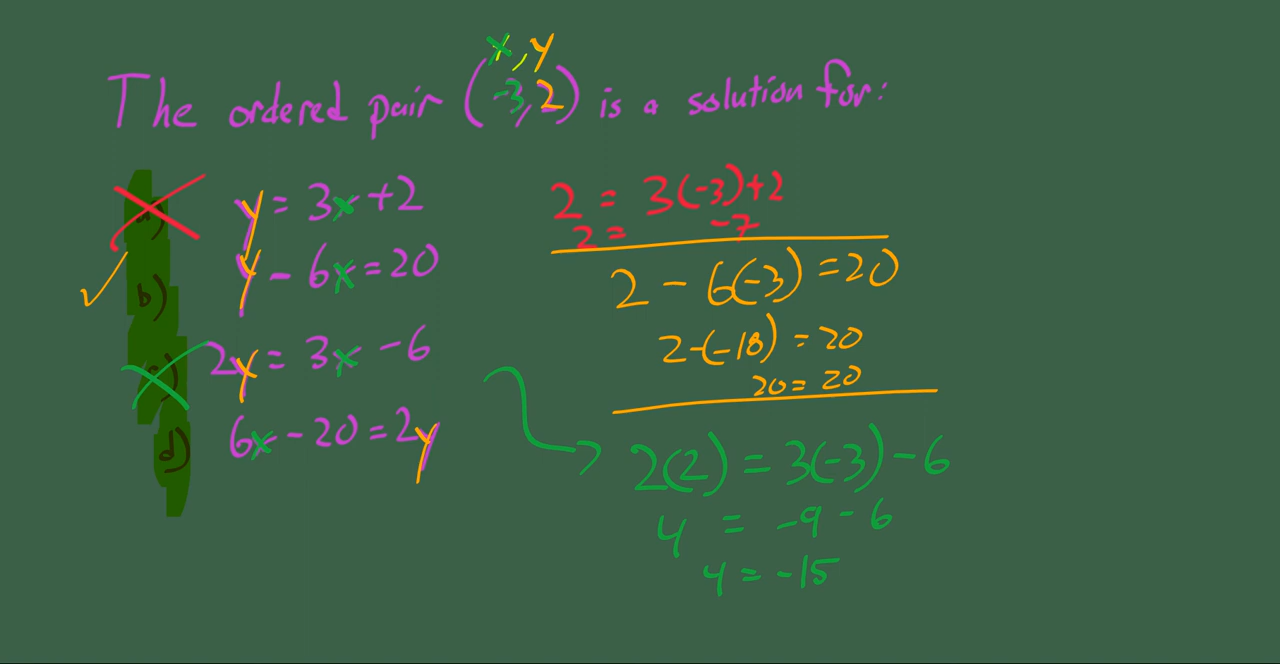 x, y
The ordered pair (-3, 2) is a solution for:
a) y = 3x + 2
b) y - 6x = 20
c) 2y = 3x - 6
d) 6x - 20 = 2y
2 = 3(-3) + 2
2 = -7
2 - 6(-3) = 20
2 - (-18) = 20
20 = 20
2(2) = 3(-3) - 6
4 = -9 - 6
4 = -15